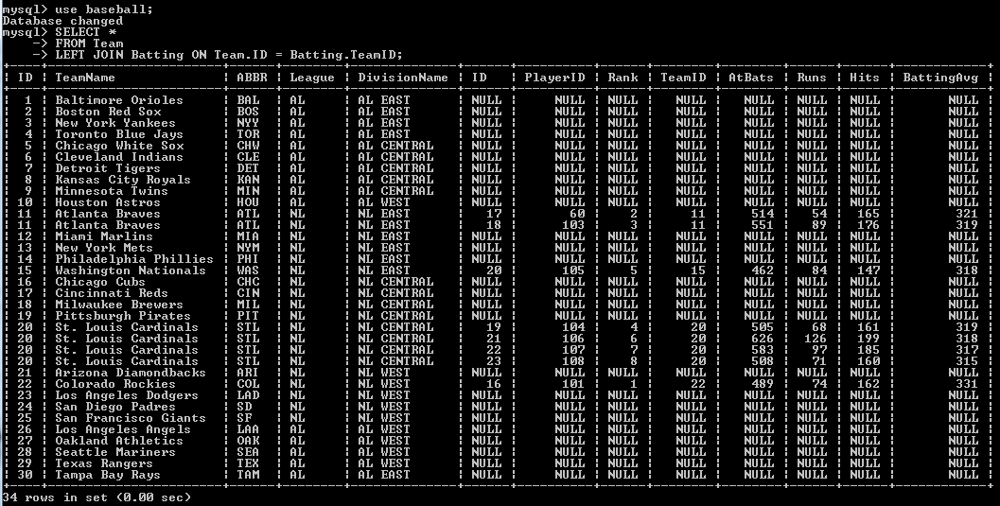 mysql> use baseball;
Database changed
mysql> SELECT *
    -> FROM Team
    -> LEFT JOIN Batting ON Team.ID = Batting.TeamID;
| ID | TeamName | ABBR | League | DivisionName | ID | PlayerID | Rank | TeamID | AtBats | Runs | Hits | BattingAvg |
| 1 | Baltimore Orioles | BAL | AL | AL EAST | NULL | NULL | NULL | NULL | NULL | NULL | NULL | NULL |
| 2 | Boston Red Sox | BOS | AL | AL EAST | NULL | NULL | NULL | NULL | NULL | NULL | NULL | NULL |
| 3 | New York Yankees | NYY | AL | AL EAST | NULL | NULL | NULL | NULL | NULL | NULL | NULL | NULL |
| 4 | Toronto Blue Jays | TOR | AL | AL EAST | NULL | NULL | NULL | NULL | NULL | NULL | NULL | NULL |
| 5 | Chicago White Sox | CHW | AL | AL CENTRAL | NULL | NULL | NULL | NULL | NULL | NULL | NULL | NULL |
| 6 | Cleveland Indians | CLE | AL | AL CENTRAL | NULL | NULL | NULL | NULL | NULL | NULL | NULL | NULL |
| 7 | Detroit Tigers | DET | AL | AL CENTRAL | NULL | NULL | NULL | NULL | NULL | NULL | NULL | NULL |
| 8 | Kansas City Royals | KAN | AL | AL CENTRAL | NULL | NULL | NULL | NULL | NULL | NULL | NULL | NULL |
| 9 | Minnesota Twins | MIN | AL | AL CENTRAL | NULL | NULL | NULL | NULL | NULL | NULL | NULL | NULL |
| 10 | Houston Astros | HOU | AL | AL WEST | NULL | NULL | NULL | NULL | NULL | NULL | NULL | NULL |
| 11 | Atlanta Braves | ATL | NL | NL EAST | 17 | 60 | 2 | 11 | 514 | 54 | 165 | 321 |
| 11 | Atlanta Braves | ATL | NL | NL EAST | 18 | 103 | 3 | 11 | 551 | 89 | 176 | 319 |
| 12 | Miami Marlins | MIA | NL | NL EAST | NULL | NULL | NULL | NULL | NULL | NULL | NULL | NULL |
| 13 | New York Mets | NYM | NL | NL EAST | NULL | NULL | NULL | NULL | NULL | NULL | NULL | NULL |
| 14 | Philadelphia Phillies | PHI | NL | NL EAST | NULL | NULL | NULL | NULL | NULL | NULL | NULL | NULL |
| 15 | Washington Nationals | WAS | NL | NL EAST | 20 | 105 | 5 | 15 | 462 | 84 | 147 | 318 |
| 16 | Chicago Cubs | CHC | NL | NL CENTRAL | NULL | NULL | NULL | NULL | NULL | NULL | NULL | NULL |
| 17 | Cincinnati Reds | CIN | NL | NL CENTRAL | NULL | NULL | NULL | NULL | NULL | NULL | NULL | NULL |
| 18 | Milwaukee Brewers | MIL | NL | NL CENTRAL | NULL | NULL | NULL | NULL | NULL | NULL | NULL | NULL |
| 19 | Pittsburgh Pirates | PIT | NL | NL CENTRAL | NULL | NULL | NULL | NULL | NULL | NULL | NULL | NULL |
| 20 | St. Louis Cardinals | STL | NL | NL CENTRAL | 19 | 104 | 4 | 20 | 505 | 68 | 161 | 319 |
| 20 | St. Louis Cardinals | STL | NL | NL CENTRAL | 21 | 106 | 6 | 20 | 626 | 126 | 199 | 318 |
| 20 | St. Louis Cardinals | STL | NL | NL CENTRAL | 22 | 107 | 7 | 20 | 583 | 97 | 185 | 317 |
| 20 | St. Louis Cardinals | STL | NL | NL CENTRAL | 23 | 108 | 8 | 20 | 508 | 71 | 160 | 315 |
| 21 | Arizona Diamondbacks | ARI | NL | NL WEST | NULL | NULL | NULL | NULL | NULL | NULL | NULL | NULL |
| 22 | Colorado Rockies | COL | NL | NL WEST | 16 | 101 | 1 | 22 | 489 | 74 | 162 | 331 |
| 23 | Los Angeles Dodgers | LAD | NL | NL WEST | NULL | NULL | NULL | NULL | NULL | NULL | NULL | NULL |
| 24 | San Diego Padres | SD | NL | NL WEST | NULL | NULL | NULL | NULL | NULL | NULL | NULL | NULL |
| 25 | San Francisco Giants | SF | NL | NL WEST | NULL | NULL | NULL | NULL | NULL | NULL | NULL | NULL |
| 26 | Los Angeles Angels | LAA | AL | AL WEST | NULL | NULL | NULL | NULL | NULL | NULL | NULL | NULL |
| 27 | Oakland Athletics | OAK | AL | AL WEST | NULL | NULL | NULL | NULL | NULL | NULL | NULL | NULL |
| 28 | Seattle Mariners | SEA | AL | AL WEST | NULL | NULL | NULL | NULL | NULL | NULL | NULL | NULL |
| 29 | Texas Rangers | TEX | AL | AL WEST | NULL | NULL | NULL | NULL | NULL | NULL | NULL | NULL |
| 30 | Tampa Bay Rays | TAM | AL | AL EAST | NULL | NULL | NULL | NULL | NULL | NULL | NULL | NULL |
34 rows in set (0.00 sec)